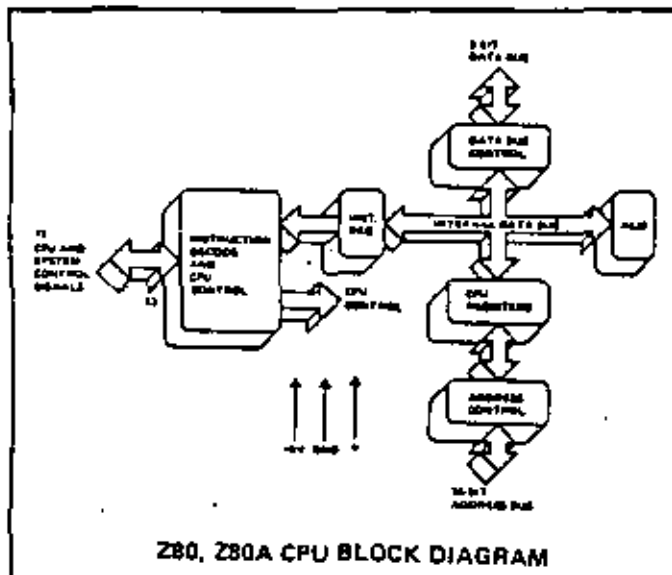 8-BIT
DATA BUS
DATA BUS
CONTROL
13
CPU AND
SYSTEM
CONTROL
SIGNALS
INSTRUCTION
DECODE
AND
CPU
CONTROL
INST.
REG
INTERNAL DATA BUS
ALU
13
CPU
CONTROL
CPU
REGISTERS
ADDRESS
CONTROL
+5V GND Φ
16-BIT
ADDRESS BUS
Z80, Z80A CPU BLOCK DIAGRAM